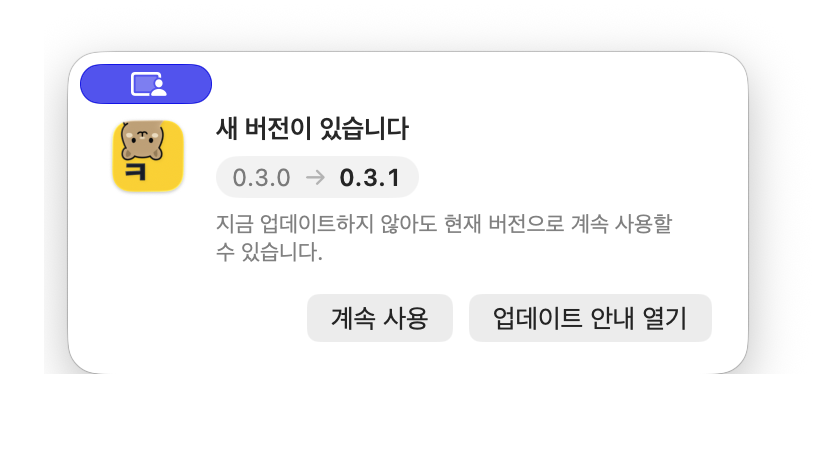 새 버전이 있습니다
ㅋ
0.3.0 → 0.3.1
지금 업데이트하지 않아도 현재 버전으로 계속 사용할
수 있습니다.
계속 사용 업데이트 안내 열기